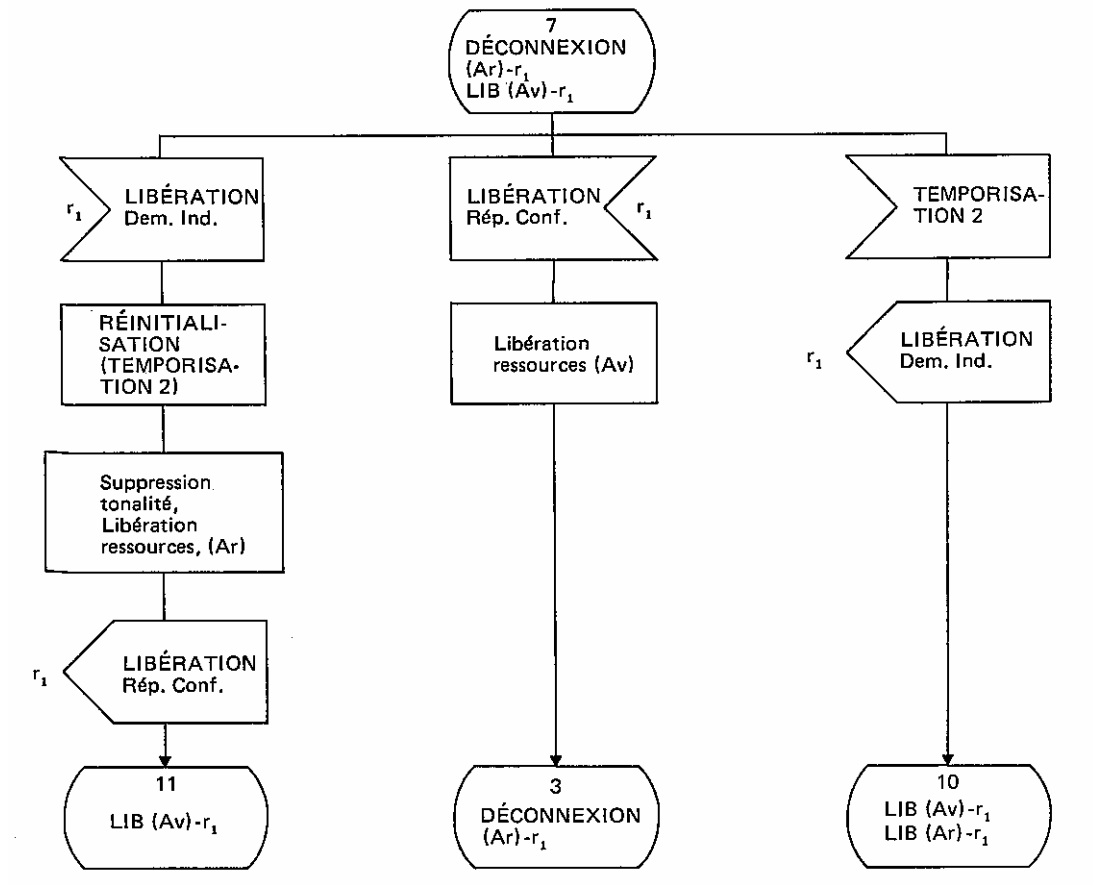 7
DÉCONNEXION
(Ar)-r₁
LIB (Av)-r₁
r₁
LIBÉRATION
Dem. Ind.
RÉINITIALI-
SATION
(TEMPORISA-
TION 2)
Suppression
tonalité,
Libération
ressources, (Ar)
r₁
LIBÉRATION
Rép. Conf.
11
LIB (Av)-r₁
LIBÉRATION
Rép. Conf.
r₁
Libération
ressources (Av)
3
DÉCONNEXION
(Ar)-r₁
TEMPORISA-
TION 2
r₁
LIBÉRATION
Dem. Ind.
10
LIB (Av)-r₁
LIB (Ar)-r₁